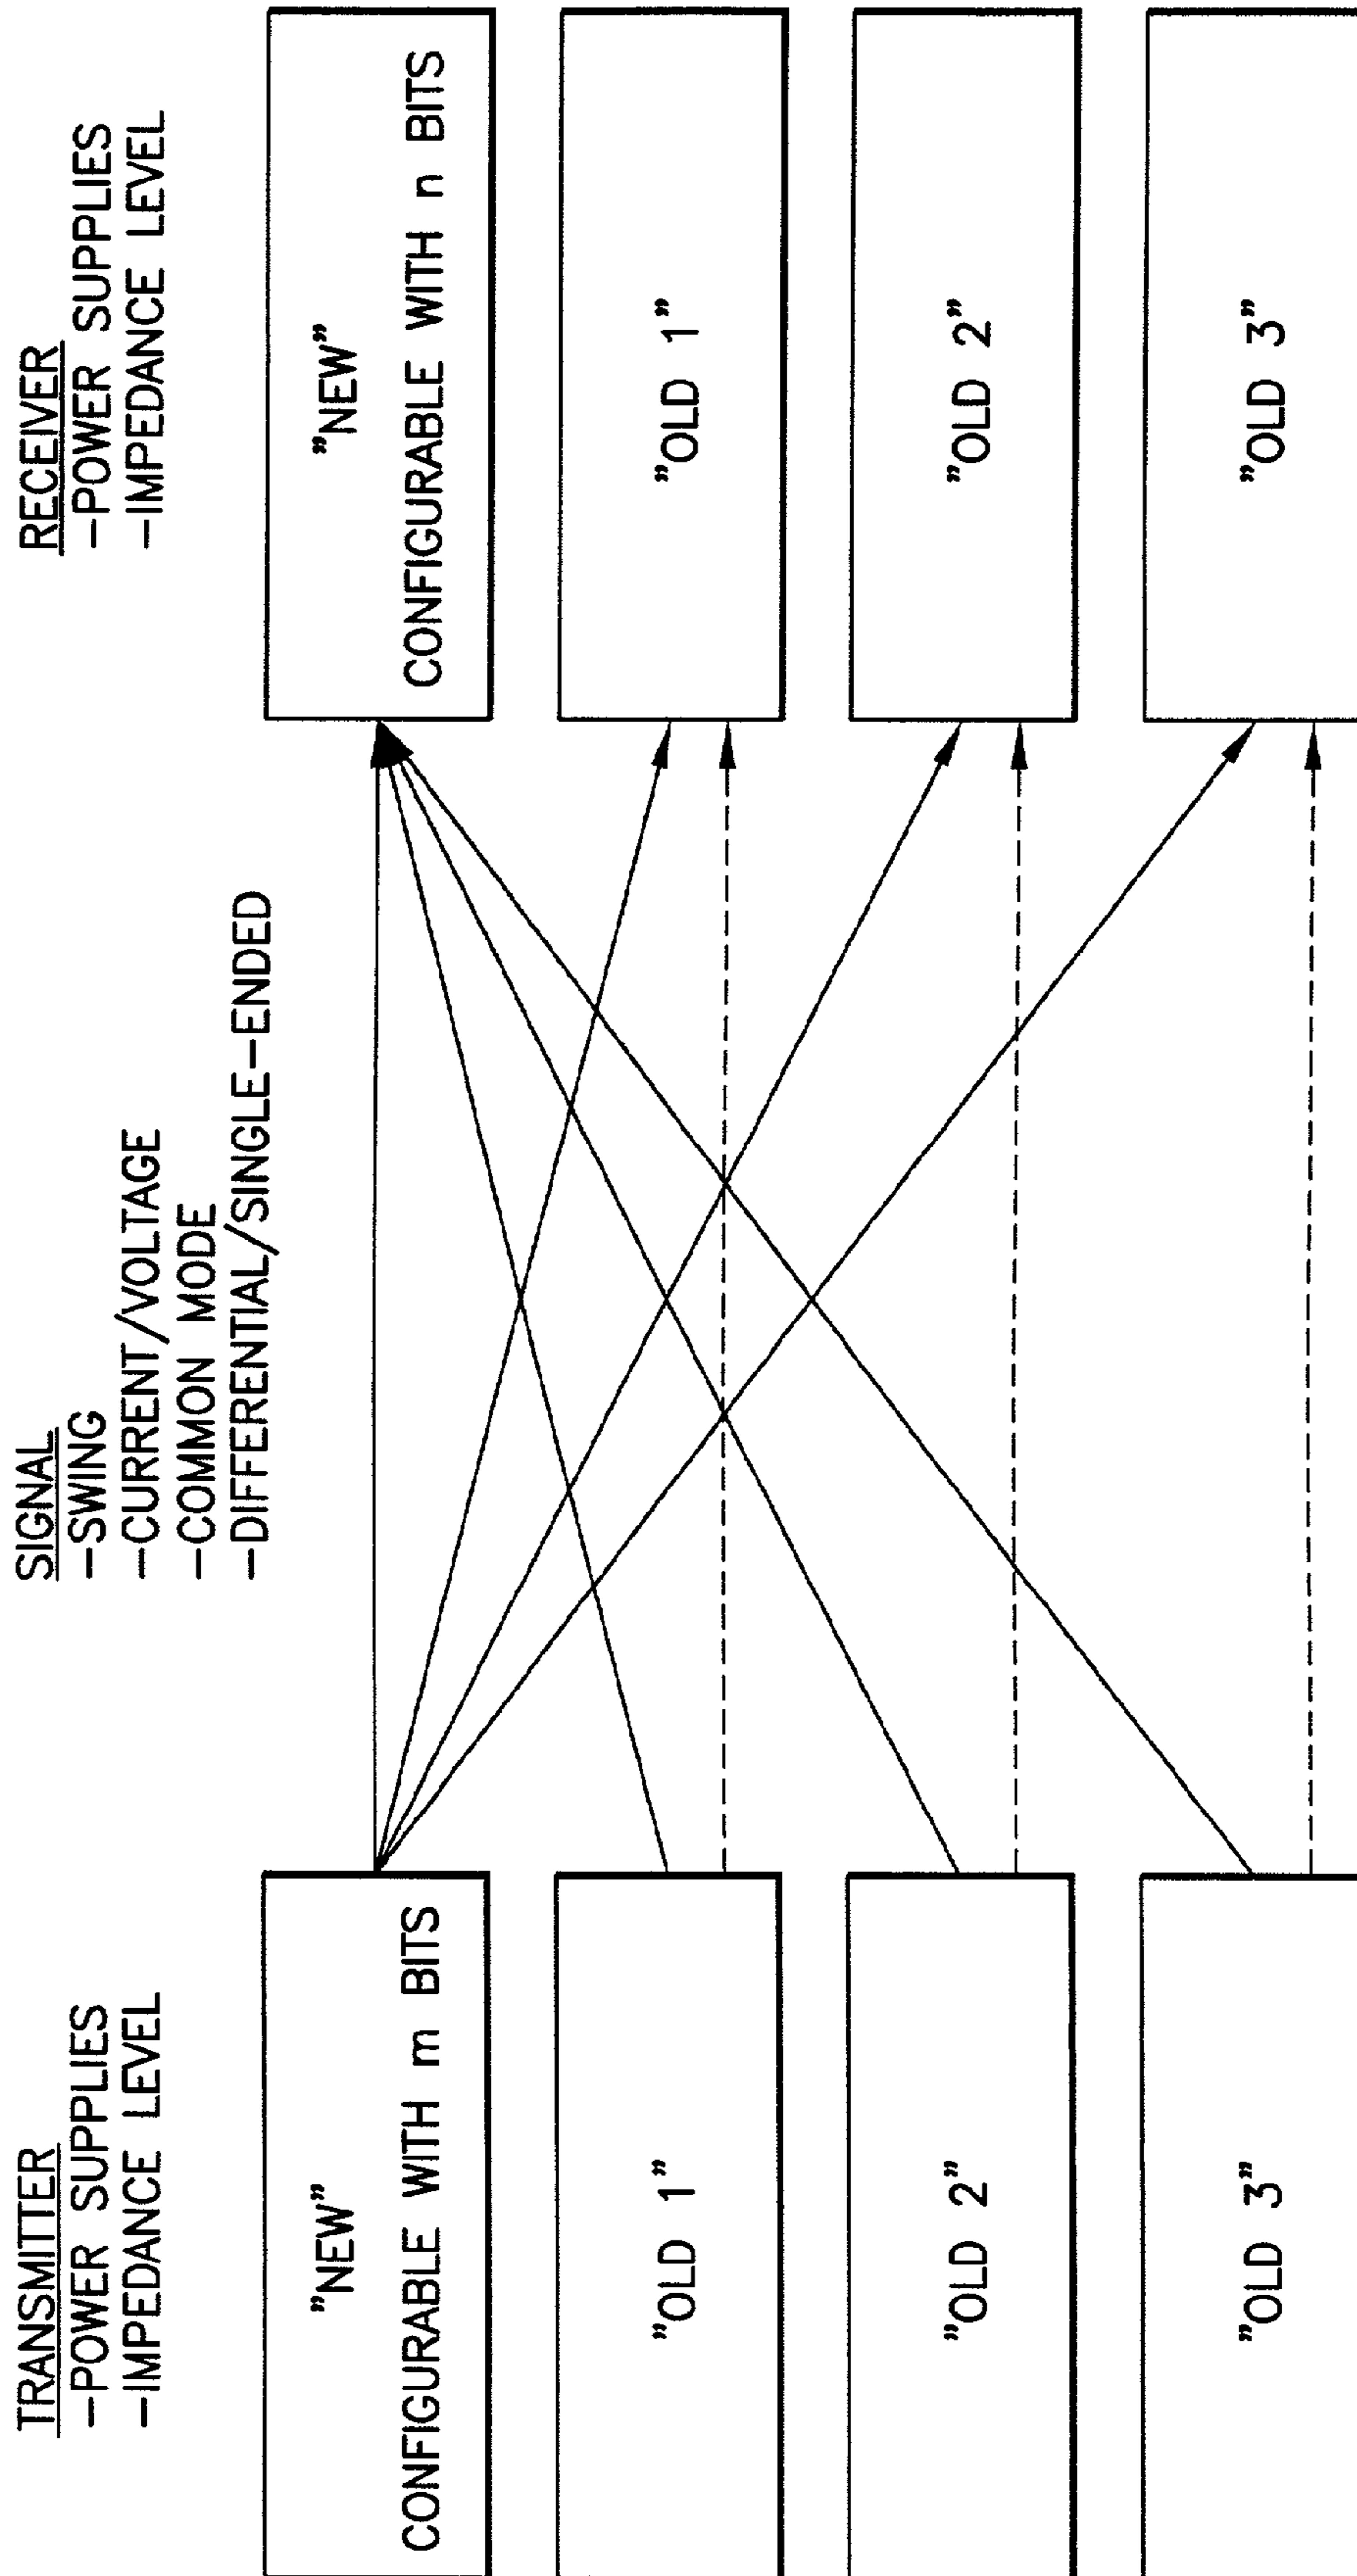 TRANSMITTER
-POWER SUPPLIES
-IMPEDANCE LEVEL
"NEW"
CONFIGURABLE WITH m BITS
"OLD 1"
"OLD 2"
"OLD 3"
SIGNAL
-SWING
-CURRENT/VOLTAGE
-COMMON MODE
-DIFFERENTIAL/SINGLE-ENDED
RECEIVER
-POWER SUPPLIES
-IMPEDANCE LEVEL
"NEW"
CONFIGURABLE WITH n BITS
"OLD 1"
"OLD 2"
"OLD 3"